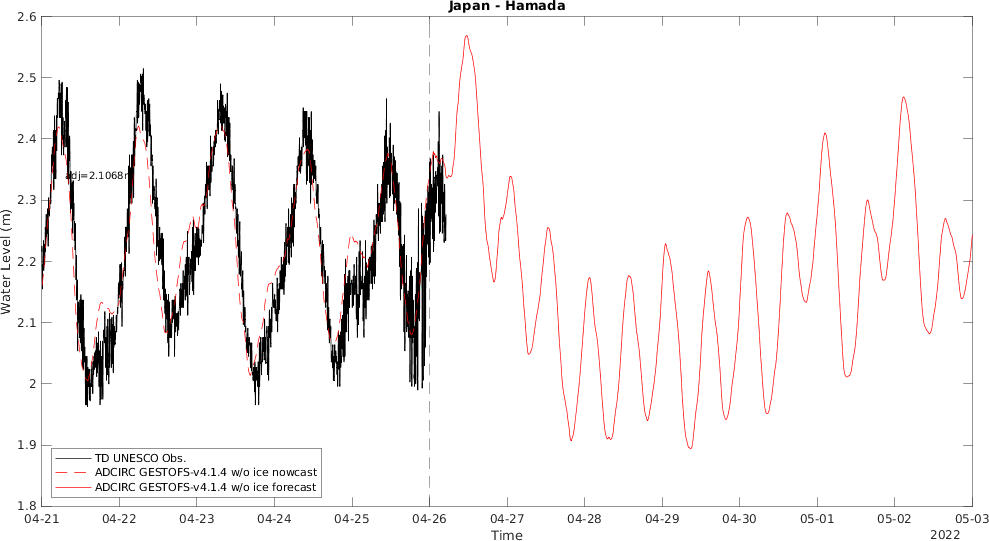 Japan - Hamada
2.6
2.5
2.4
2.3
2.2
2.1
2
1.9
1.8
Water Level (m)
adj=2.1068m
TD UNESCO Obs.
ADCIRC GESTOFS-v4.1.4 w/o ice nowcast
ADCIRC GESTOFS-v4.1.4 w/o ice forecast
04-21 04-22 04-23 04-24 04-25 04-26 04-27 04-28 04-29 04-30 05-01 05-02 05-03
Time
2022